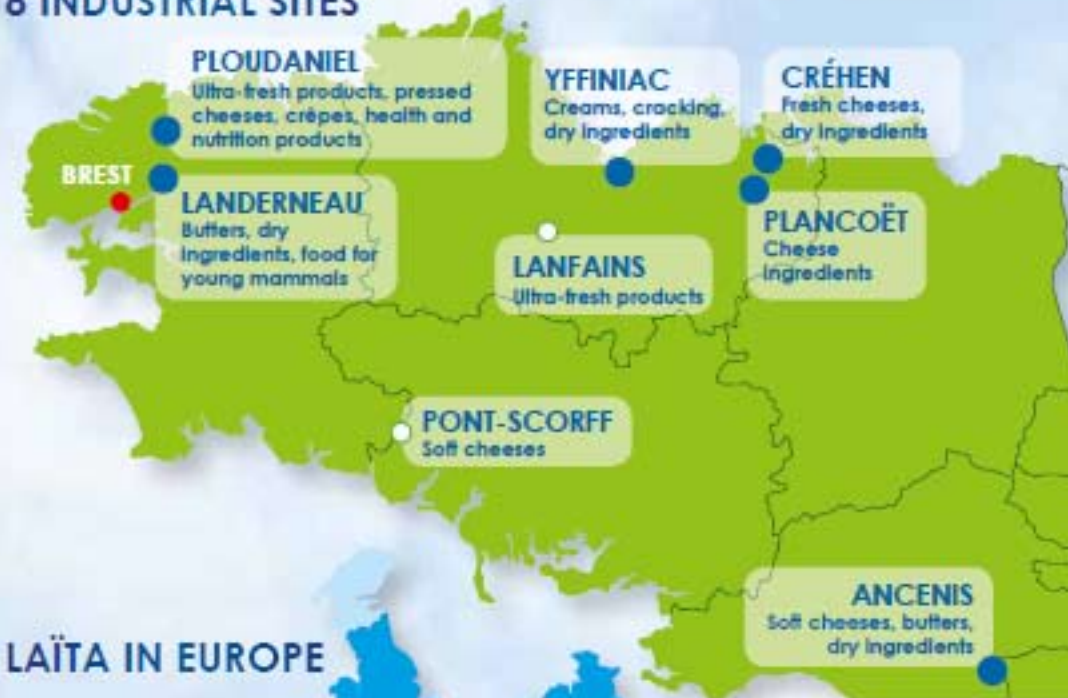 8 INDUSTRIAL SITES
PLOUDANIEL
Ultra-fresh products, pressed
cheeses, crêpes, health and
nutrition products
YFFINIAC
Creams, cracking,
dry ingredients
CRÉHEN
Fresh cheeses,
dry ingredients
BREST
LANDERNEAU
Butters, dry
ingredients, food for
young mammals
PLANCOËT
Cheese
ingredients
LANFAINS
Ultra-fresh products
PONT-SCORFF
Soft cheeses
ANCENIS
Soft cheeses, butters,
dry ingredients
LAÏTA IN EUROPE